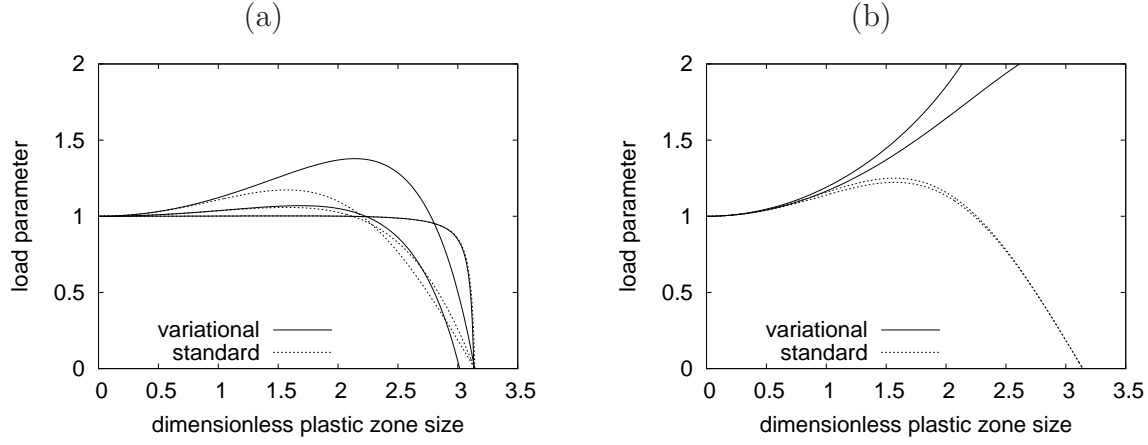 (a)
2
1.5
1
0.5
0
0 0.5 1 1.5 2 2.5 3 3.5
load parameter
dimensionless plastic zone size
variational
standard
(b)
2
1.5
1
0.5
0
0 0.5 1 1.5 2 2.5 3 3.5
load parameter
dimensionless plastic zone size
variational
standard